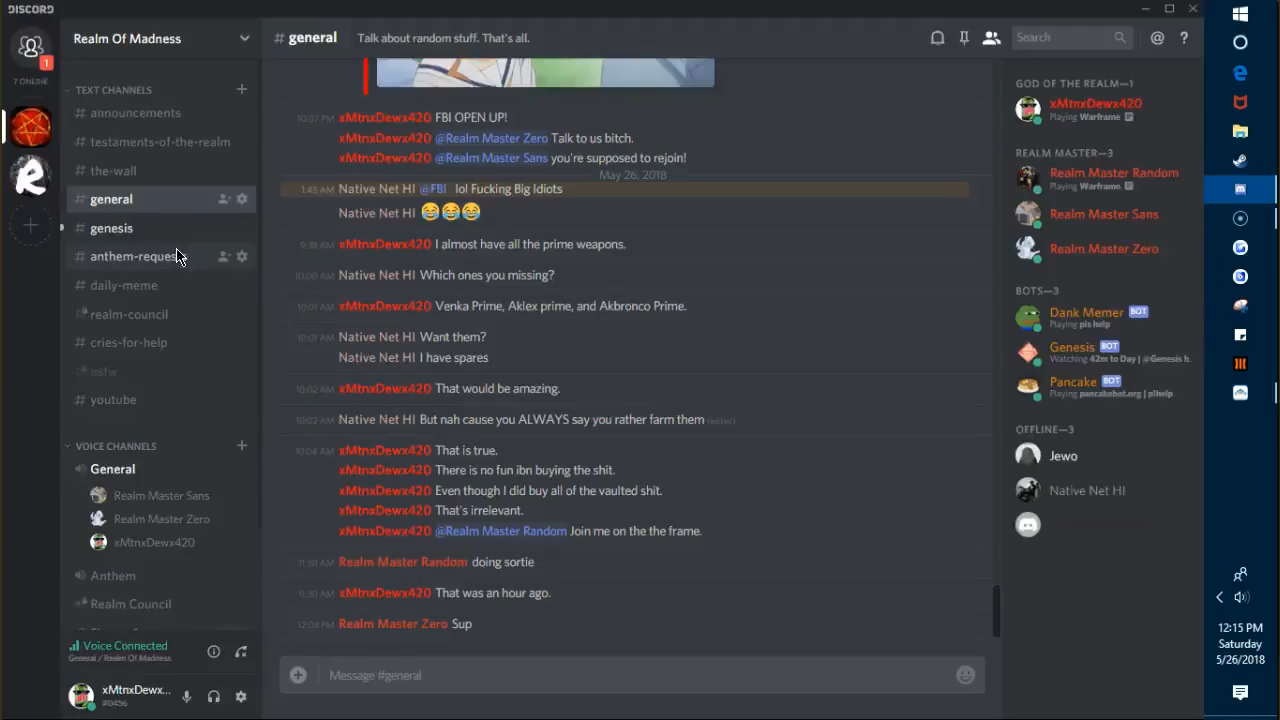 DISCORD
Realm Of Madness
# general
Talk about random stuff. That's all.
Search
1
7 ONLINE
TEXT CHANNELS
# announcements
# testaments-of-the-realm
# the-wall
# general
# genesis
# anthem-reques
# daily-meme
# realm-council
# cries-for-help
# nsfw
# youtube
VOICE CHANNELS
General
Realm Master Sans
Realm Master Zero
xMtnxDewx420
Anthem
Realm Council
Voice Connected
General / Realm Of Madness
xMtnxDewx...
#0456
10:07 PM xMtnxDewx420 FBI OPEN UP!
xMtnxDewx420 @Realm Master Zero Talk to us bitch.
xMtnxDewx420 @Realm Master Sans you're supposed to rejoin!
May 26, 2018
1:45 AM Native Net HI @FBI lol Fucking Big Idiots
Native Net HI 😂😂😂
9:38 AM xMtnxDewx420 I almost have all the prime weapons.
10:00 AM Native Net HI Which ones you missing?
10:01 AM xMtnxDewx420 Venka Prime, Aklex prime, and Akbronco Prime.
10:01 AM Native Net HI Want them?
Native Net HI I have spares
10:02 AM xMtnxDewx420 That would be amazing.
10:02 AM Native Net HI But nah cause you ALWAYS say you rather farm them (edited)
10:04 AM xMtnxDewx420 That is true.
xMtnxDewx420 There is no fun ibn buying the shit.
xMtnxDewx420 Even though I did buy all of the vaulted shit.
xMtnxDewx420 That's irrelevant.
xMtnxDewx420 @Realm Master Random Join me on the the frame.
11:30 AM Realm Master Random doing sortie
11:30 AM xMtnxDewx420 That was an hour ago.
12:08 PM Realm Master Zero Sup
Message #general
GOD OF THE REALM—1
xMtnxDewx420
Playing Warframe
REALM MASTER—3
Realm Master Random
Playing Warframe
Realm Master Sans
Realm Master Zero
BOTS—3
Dank Memer BOT
Playing pls help
Genesis BOT
Watching 42m to Day | @Genesis h.
Pancake BOT
Playing pancakebot.org | p!help
OFFLINE—3
Jewo
Native Net HI
12:15 PM
Saturday
5/26/2018